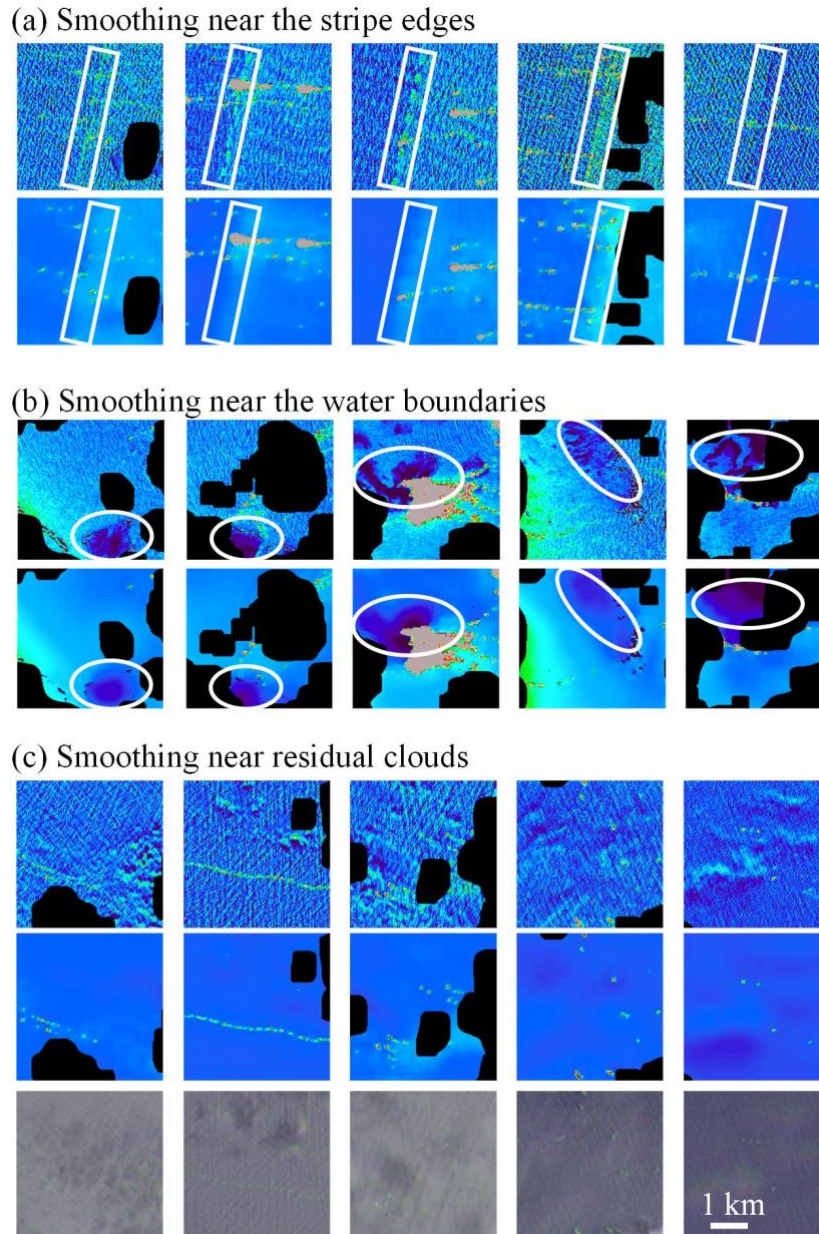 (a) Smoothing near the stripe edges
(b) Smoothing near the water boundaries
(c) Smoothing near residual clouds
1 km